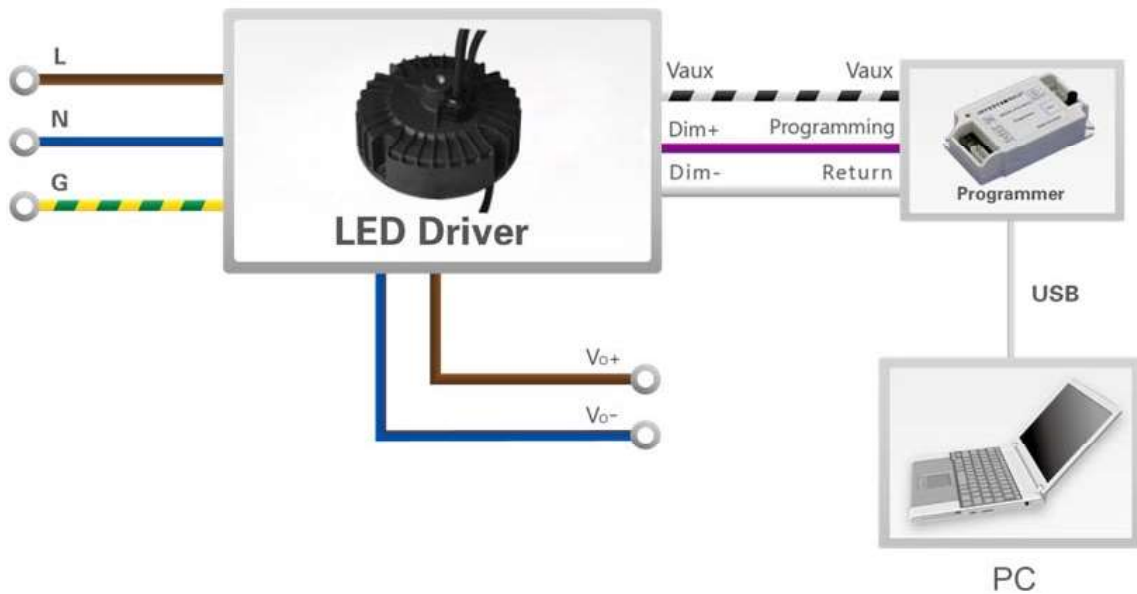 L
N
G
LED Driver
Vaux Vaux
Dim+ Programming
Dim- Return
Programmer
USB
Vo+
Vo-
PC